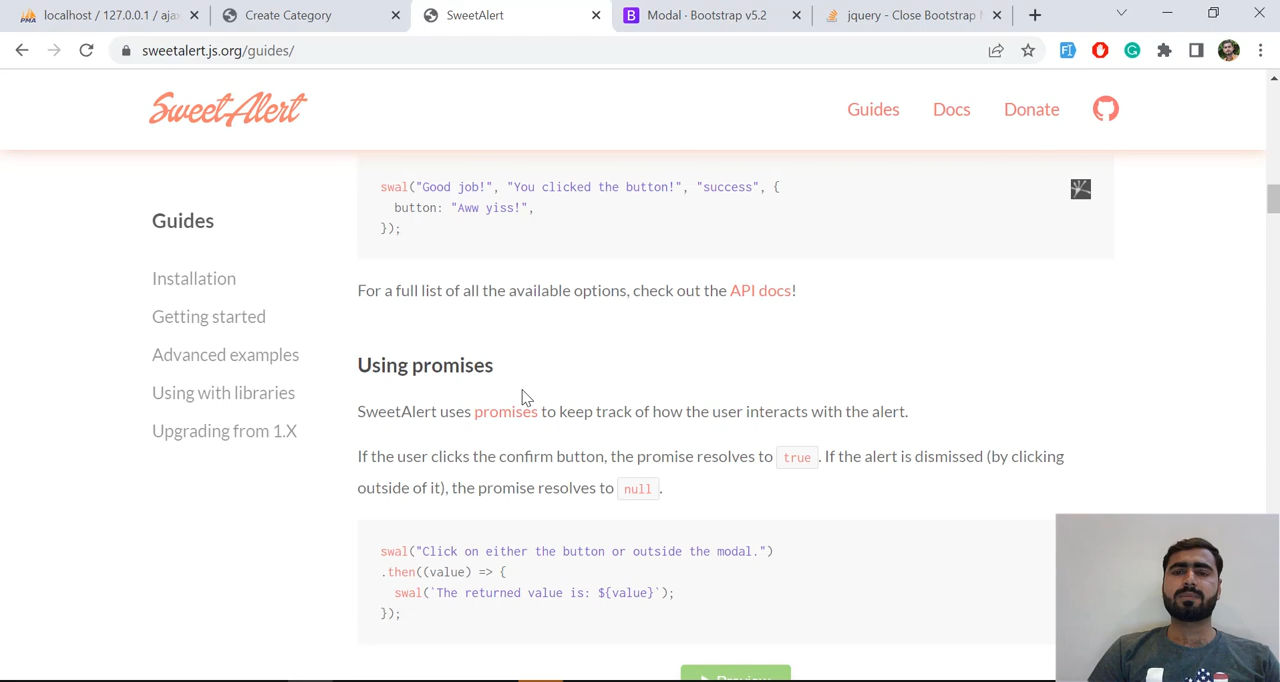 localhost / 127.0.0.1 / aja
Create Category
SweetAlert
Modal · Bootstrap v5.2
jquery - Close Bootstrap
sweetalert.js.org/guides/
SweetAlert
Guides
Docs
Donate
swal("Good job!", "You clicked the button!", "success", {
button: "Aww yiss!",
});
Guides
Installation
Getting started
Advanced examples
Using with libraries
Upgrading from 1.X
For a full list of all the available options, check out the API docs!
Using promises
SweetAlert uses promises to keep track of how the user interacts with the alert.
If the user clicks the confirm button, the promise resolves to true. If the alert is dismissed (by clicking
outside of it), the promise resolves to null.
swal("Click on either the button or outside the modal.")
.then((value) => {
swal(`The returned value is: ${value}`);
});
Preview